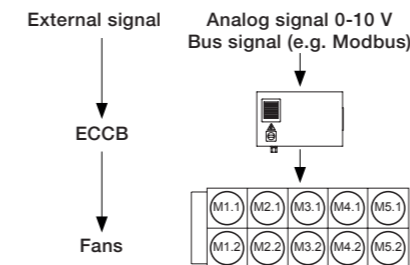 External signal
Analog signal 0-10 V
Bus signal (e.g. Modbus)
ECCB
Fans
M1.1 M2.1 M3.1 M4.1 M5.1
M1.2 M2.2 M3.2 M4.2 M5.2